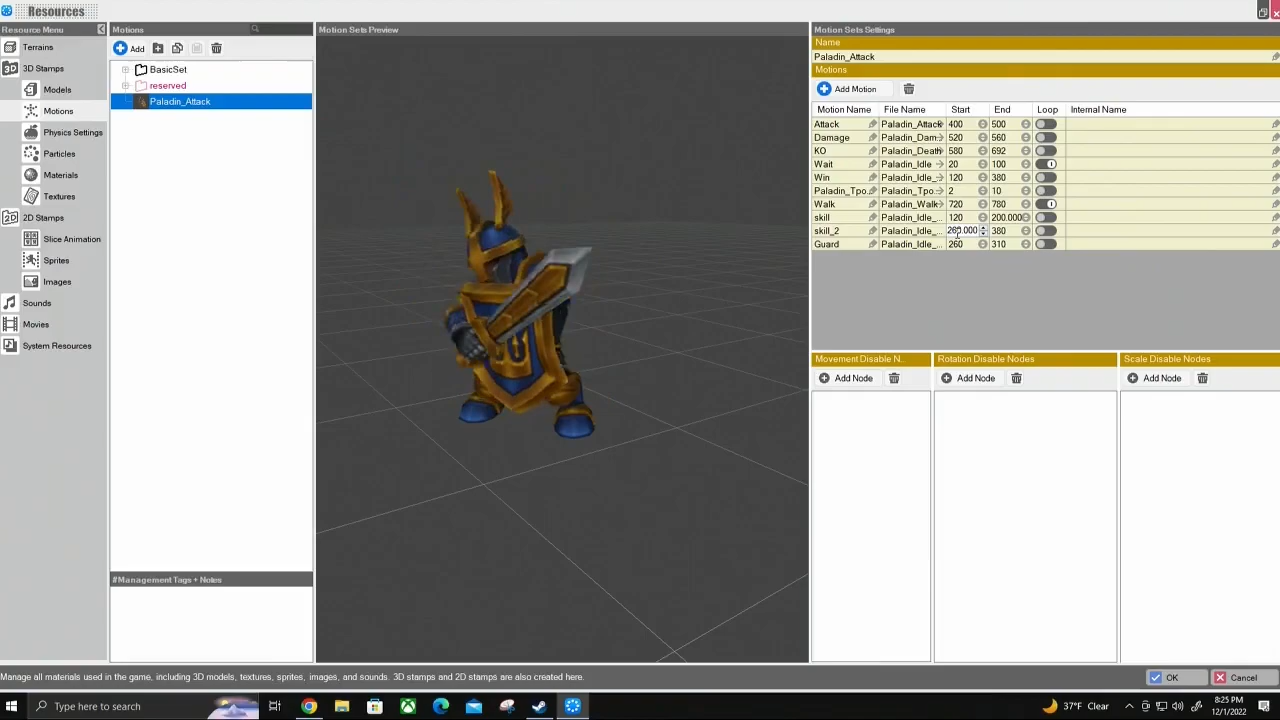 Resources
Resource Menu
Motions
Motion Sets Preview
Motion Sets Settings
Terrains
3D Stamps
Models
Motions
Physics Settings
Particles
Materials
Textures
2D Stamps
Slice Animation
Sprites
Images
Sounds
Movies
System Resources
Add
BasicSet
reserved
Paladin_Attack
#Management Tags + Notes
Name
Paladin_Attack
Motions
Add Motion
Motion Name File Name Start End Loop Internal Name
Attack Paladin_Attack 400 500
Damage Paladin_Dam 520 560
KO Paladin_Death 580 692
Wait Paladin_Idle 20 100
Win Paladin_Idle_... 120 380
Paladin_Tpo... Paladin_Tpo... 2 10
Walk Paladin_Walk 720 780
skill Paladin_Idle_... 120 200.000
skill_2 Paladin_Idle_... 260.000 380
Guard Paladin_Idle_... 260 310
Movement Disable N... Rotation Disable Nodes Scale Disable Nodes
Add Node Add Node Add Node
Manage all materials used in the game, including 3D models, textures, sprites, images, and sounds. 3D stamps and 2D stamps are also created here.
OK Cancel
Type here to search
37°F Clear
8:25 PM
12/1/2022